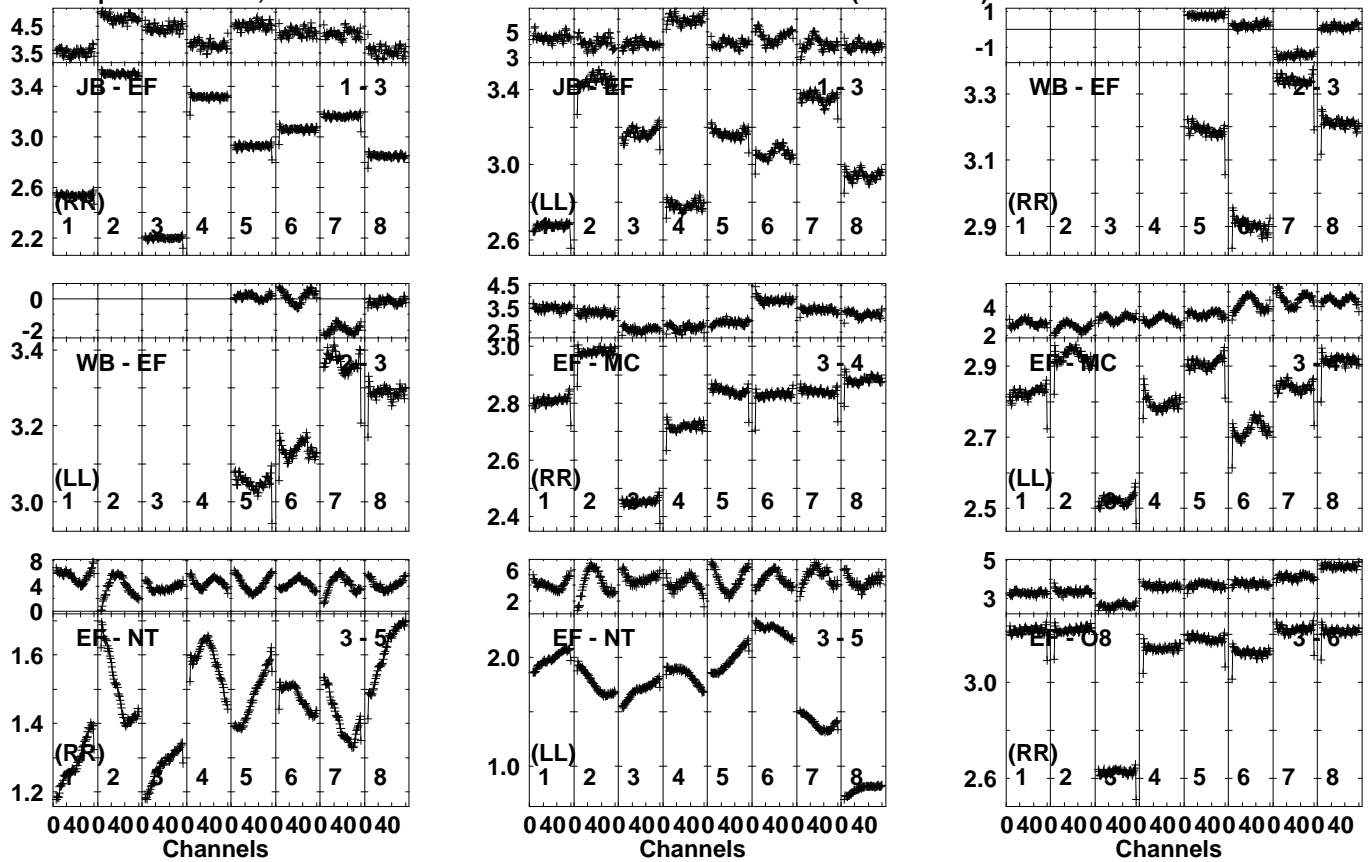 4.5
3.5
JB - EF 1 - 3
3.4
3.0
2.6
2.2
(RR)
1 2 3 4 5 6 7 8
5
3
JB - EF 1 - 3
3.4
3.0
2.6
(LL)
1 2 3 4 5 6 7 8
1
-1
WB - EF 2 - 3
3.3
3.1
2.9
(RR)
1 2 3 4 5 6 7 8
0
-2
WB - EF 2 - 3
3.4
3.2
3.0
(LL)
1 2 3 4 5 6 7 8
4.5
3.5
2.5
EF - MC 3 - 4
3.0
2.8
2.6
2.4
(RR)
1 2 3 4 5 6 7 8
4
2
EF - MC 3 - 4
2.9
2.7
2.5
(LL)
1 2 3 4 5 6 7 8
8
4
0
EF - NT 3 - 5
1.6
1.4
1.2
(RR)
1 2 3 4 5 6 7 8
0 40 0 40 0 40 0 40 0 40 0 40 0 40 0 40
Channels
6
2
EF - NT 3 - 5
2.0
1.0
(LL)
1 2 3 4 5 6 7 8
0 40 0 40 0 40 0 40 0 40 0 40 0 40 0 40
Channels
5
3
EF - O8 3 - 6
3.0
2.6
(RR)
1 2 3 4 5 6 7 8
0 40 0 40 0 40 0 40 0 40 0 40 0 40 0 40
Channels